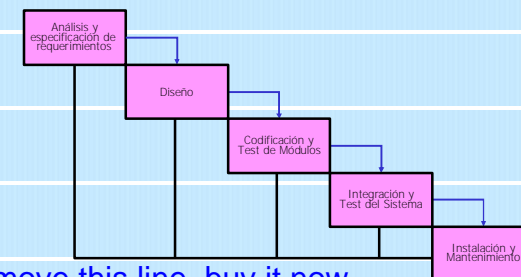 Análisis y
especificación de
requerimientos
Diseño
Codificación y
Test de Módulos
Integración y
Test del Sistema
Instalación y
Mantenimiento
move this line, buy it now